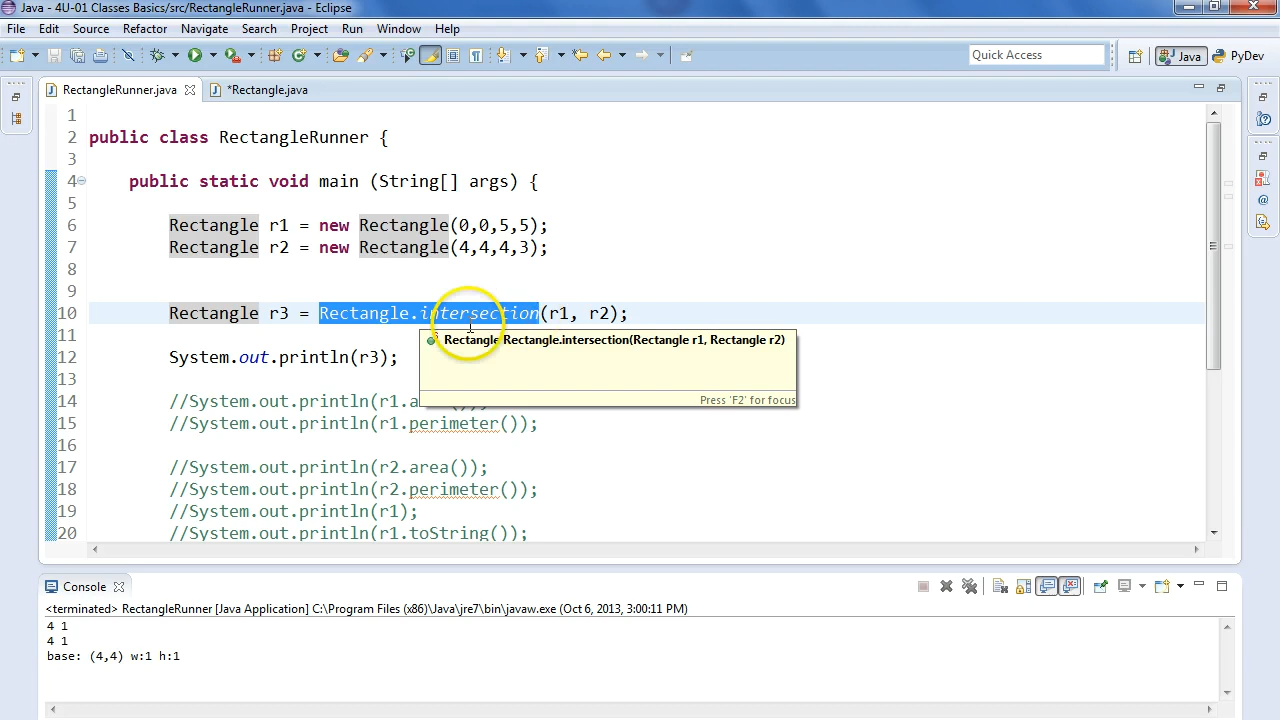 Java - 4U-01 Classes Basics/src/RectangleRunner.java - Eclipse
File Edit Source Refactor Navigate Search Project Run Window Help
Quick Access Java PyDev
RectangleRunner.java *Rectangle.java
1
2 public class RectangleRunner {
3
4 public static void main (String[] args) {
5
6 Rectangle r1 = new Rectangle(0,0,5,5);
7 Rectangle r2 = new Rectangle(4,4,4,3);
8
9
10 Rectangle r3 = Rectangle.intersection(r1, r2);
11
Rectangle Rectangle.intersection(Rectangle r1, Rectangle r2)
12 System.out.println(r3);
13
Press 'F2' for focus
14 //System.out.println(r1.a
15 //System.out.println(r1.perimeter());
16
17 //System.out.println(r2.area());
18 //System.out.println(r2.perimeter());
19 //System.out.println(r1);
20 //System.out.println(r1.toString());
Console
<terminated> RectangleRunner [Java Application] C:\Program Files (x86)\Java\jre7\bin\javaw.exe (Oct 6, 2013, 3:00:11 PM)
4 1
4 1
base: (4,4) w:1 h:1